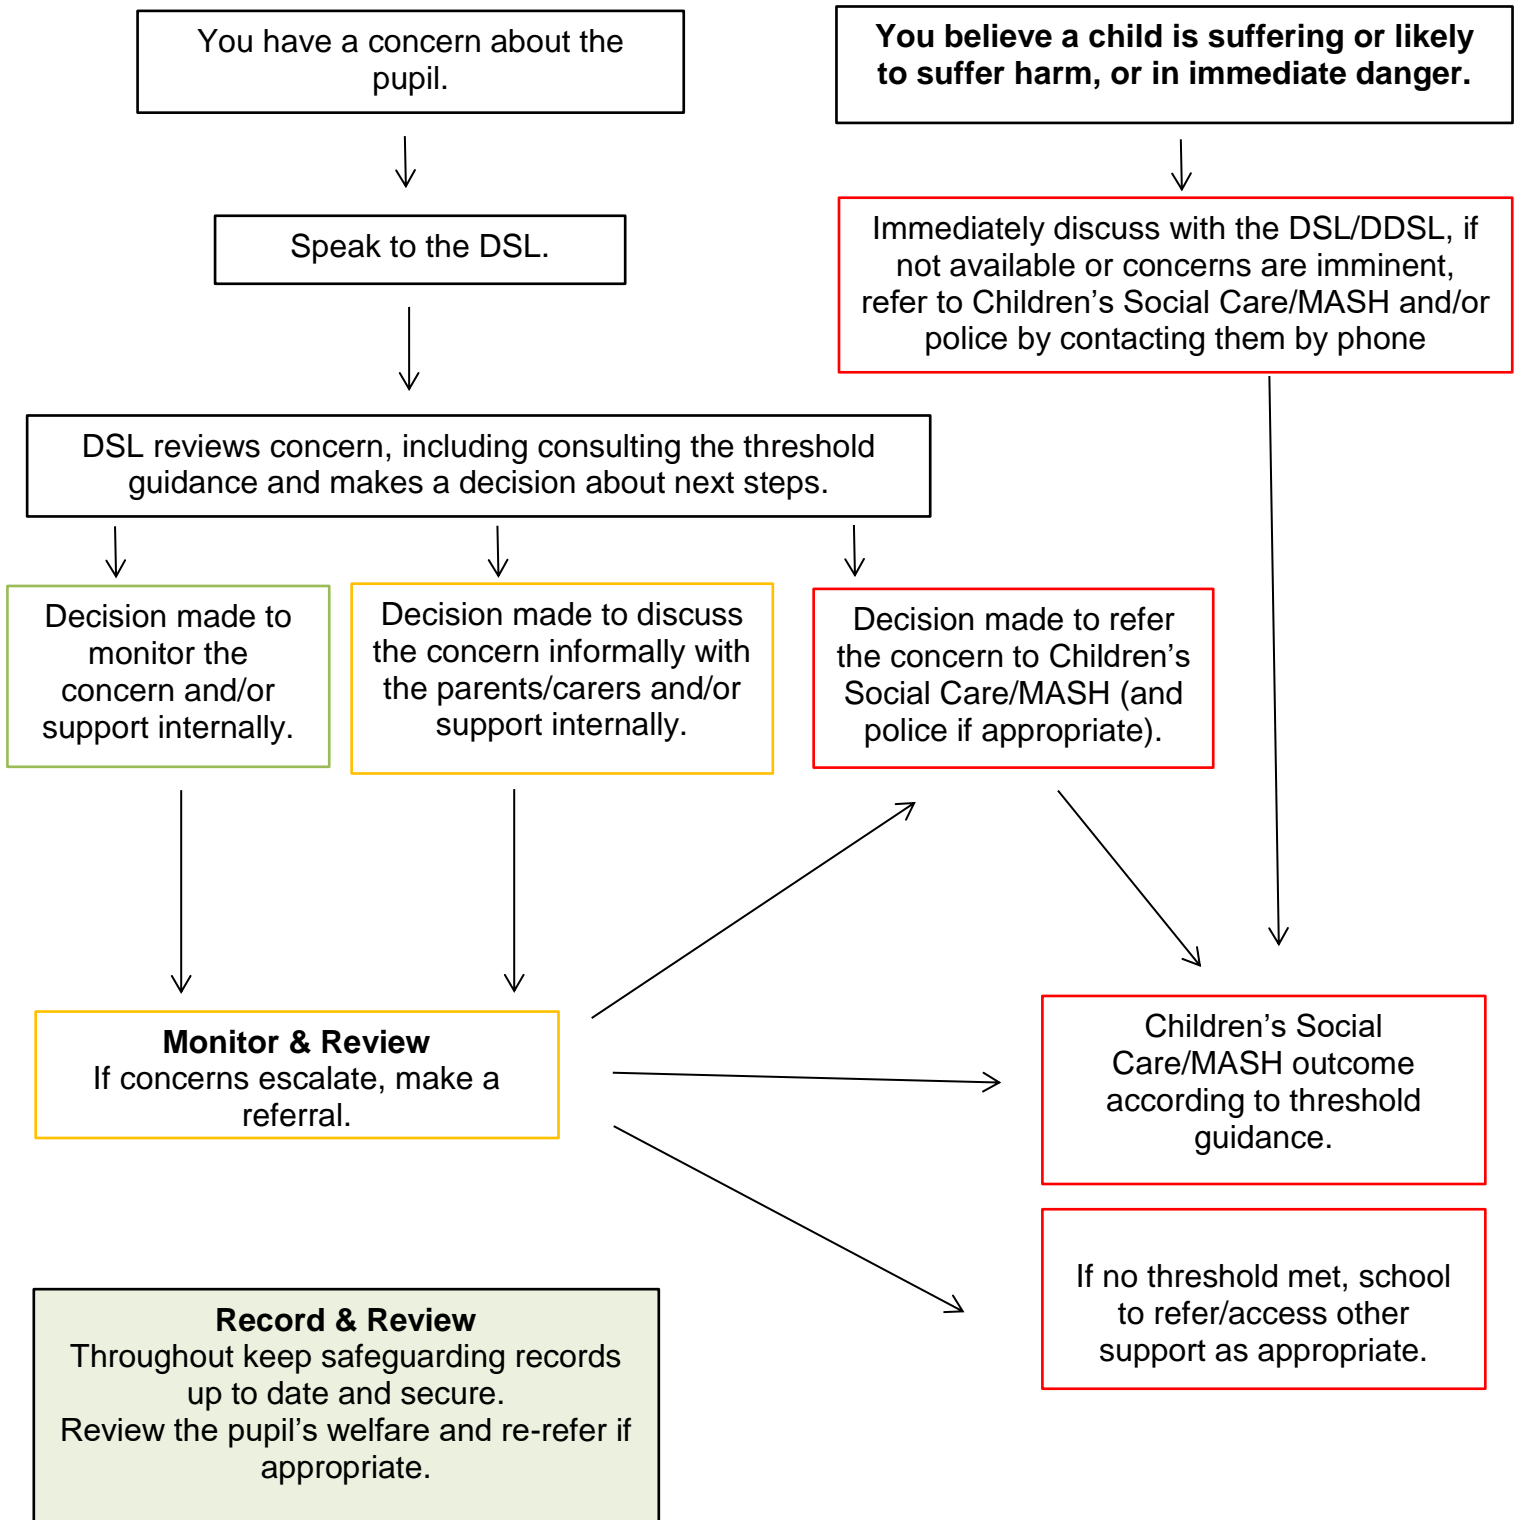 You have a concern about the
pupil.
You believe a child is suffering or likely
to suffer harm, or in immediate danger.
Speak to the DSL.
Immediately discuss with the DSL/DDSL, if
not available or concerns are imminent,
refer to Children’s Social Care/MASH and/or
police by contacting them by phone
DSL reviews concern, including consulting the threshold
guidance and makes a decision about next steps.
Decision made to
monitor the
concern and/or
support internally.
Decision made to discuss
the concern informally with
the parents/carers and/or
support internally.
Decision made to refer
the concern to Children’s
Social Care/MASH (and
police if appropriate).
Monitor & Review
If concerns escalate, make a
referral.
Children’s Social
Care/MASH outcome
according to threshold
guidance.
If no threshold met, school
to refer/access other
support as appropriate.
Record & Review
Throughout keep safeguarding records
up to date and secure.
Review the pupil’s welfare and re-refer if
appropriate.